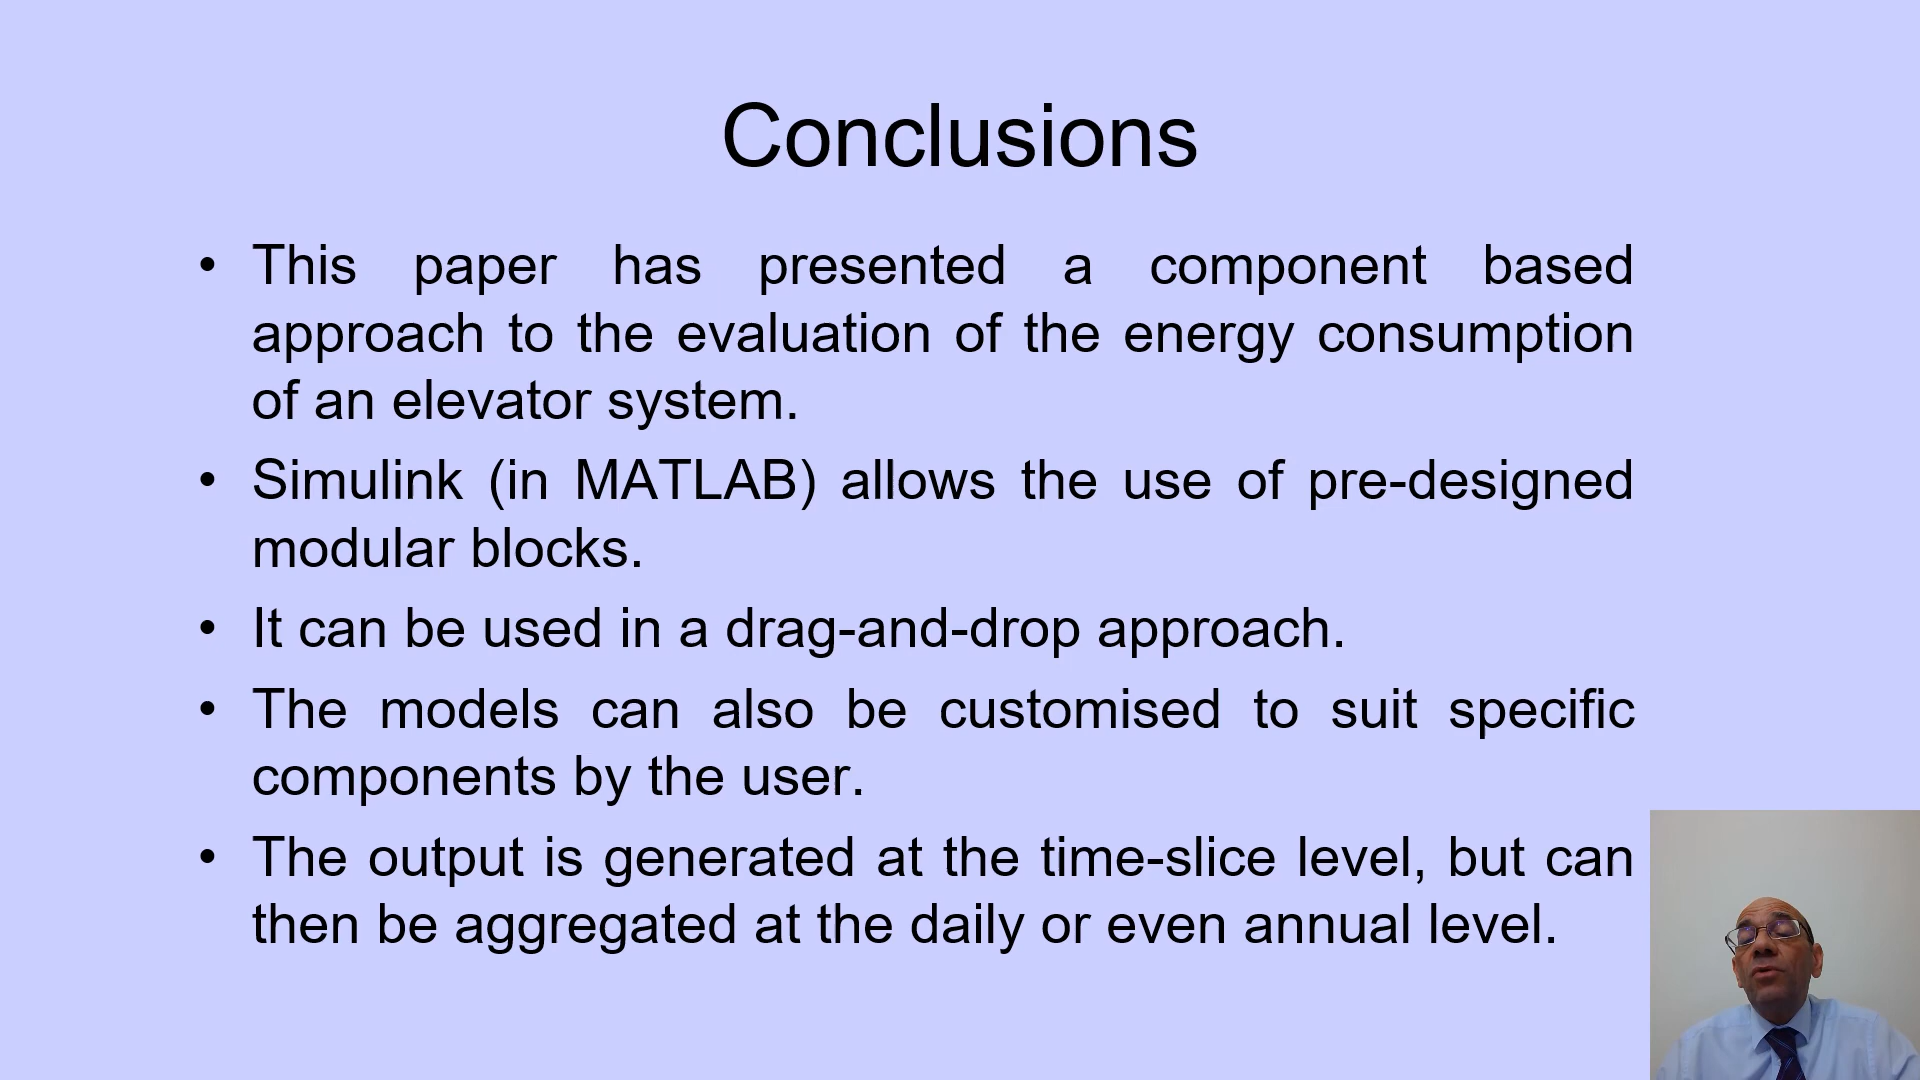 Conclusions
• This paper has presented a component based
approach to the evaluation of the energy consumption
of an elevator system.
• Simulink (in MATLAB) allows the use of pre-designed
modular blocks.
• It can be used in a drag-and-drop approach.
• The models can also be customised to suit specific
components by the user.
• The output is generated at the time-slice level, but can
then be aggregated at the daily or even annual level.